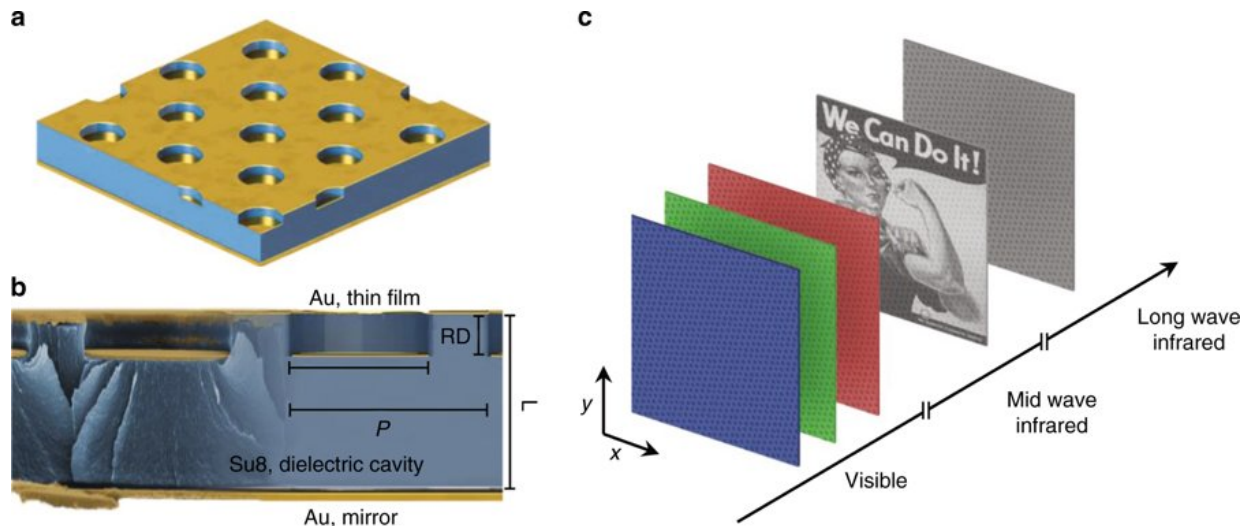 a
b
Au, thin film
RD
L
P
Su8, dielectric cavity
Au, mirror
c
We Can Do It!
Long wave
infrared
Mid wave
infrared
Visible
y
x